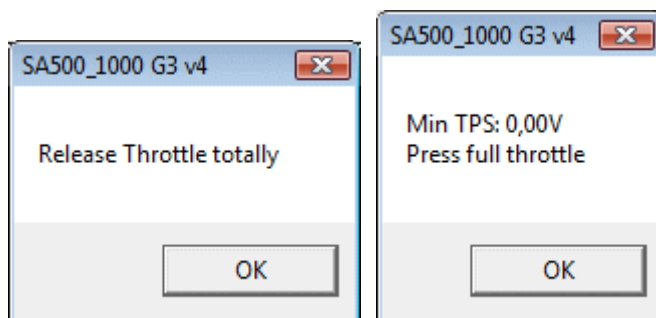 SA500_1000 G3 v4
Release Throttle totally
OK
SA500_1000 G3 v4
Min TPS: 0,00V
Press full throttle
OK